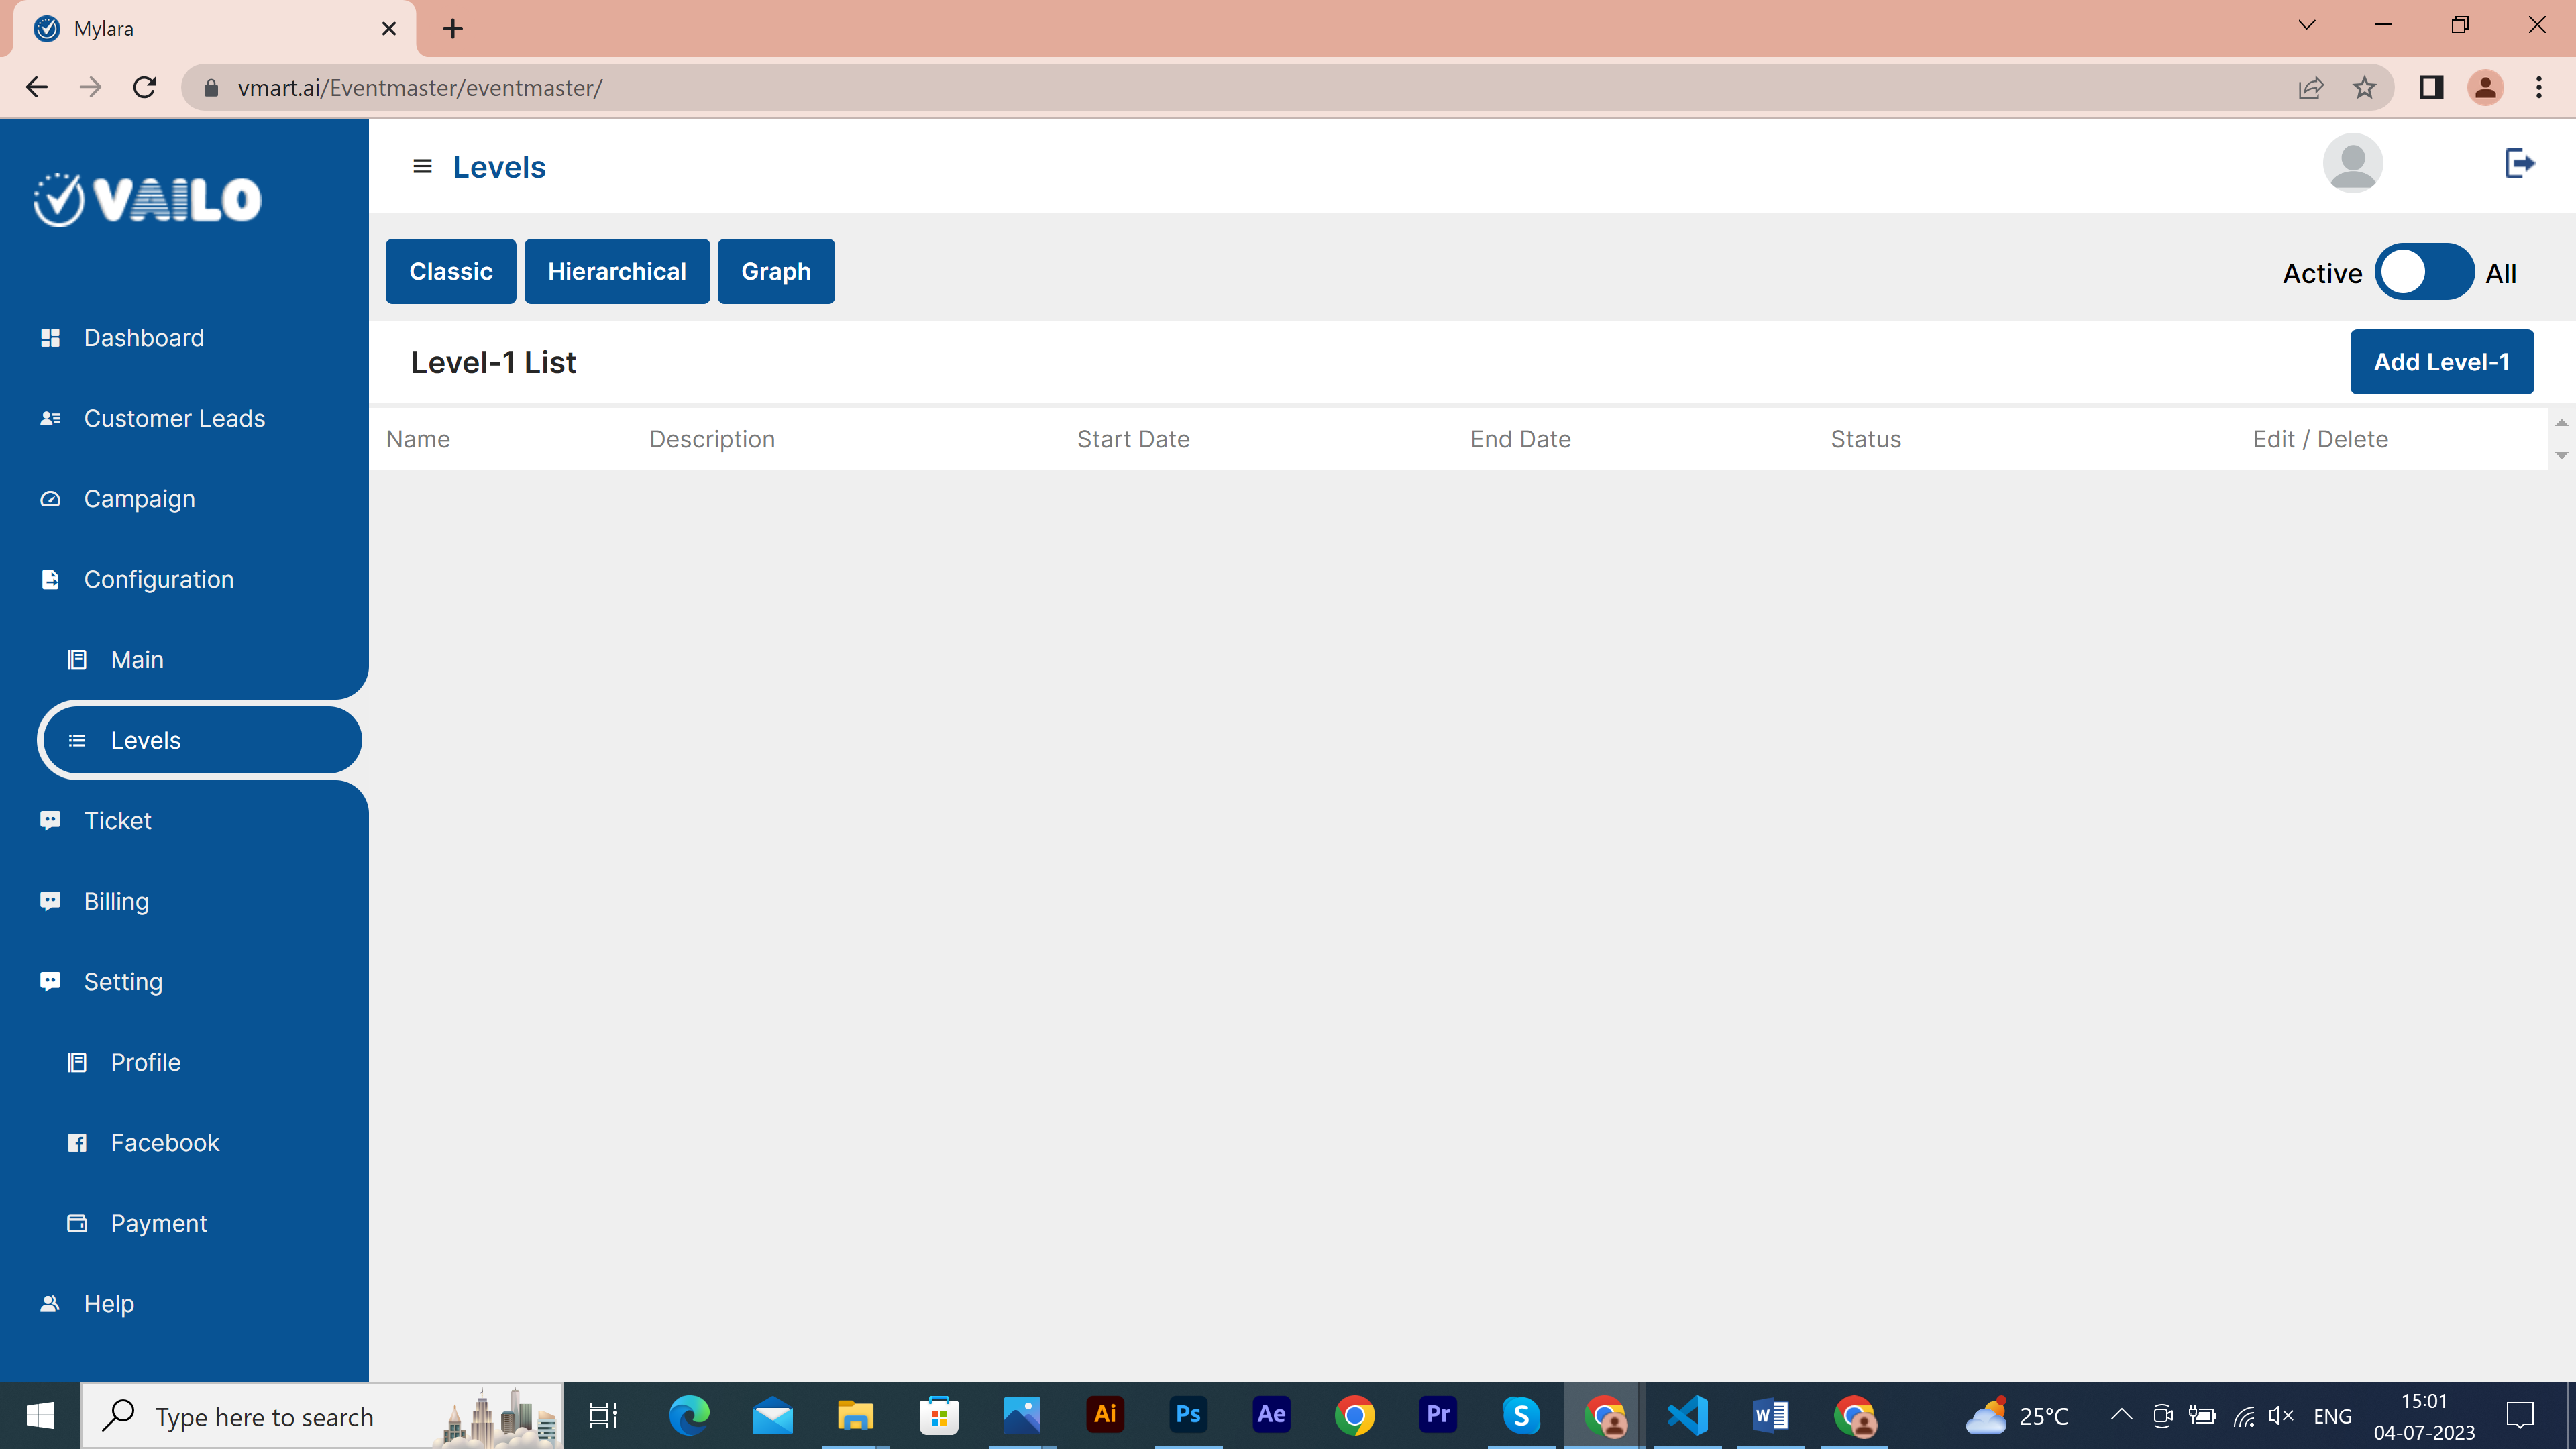 Mylara
vmart.ai/Eventmaster/eventmaster/
VAILO
Levels
Classic Hierarchical Graph
Active All
Level-1 List
Add Level-1
Name Description Start Date End Date Status Edit / Delete
Dashboard
Customer Leads
Campaign
Configuration
Main
Levels
Ticket
Billing
Setting
Profile
Facebook
Payment
Help
Type here to search
Ai
Ps
Ae
Pr
S
W
25°C
ENG
15:01
04-07-2023